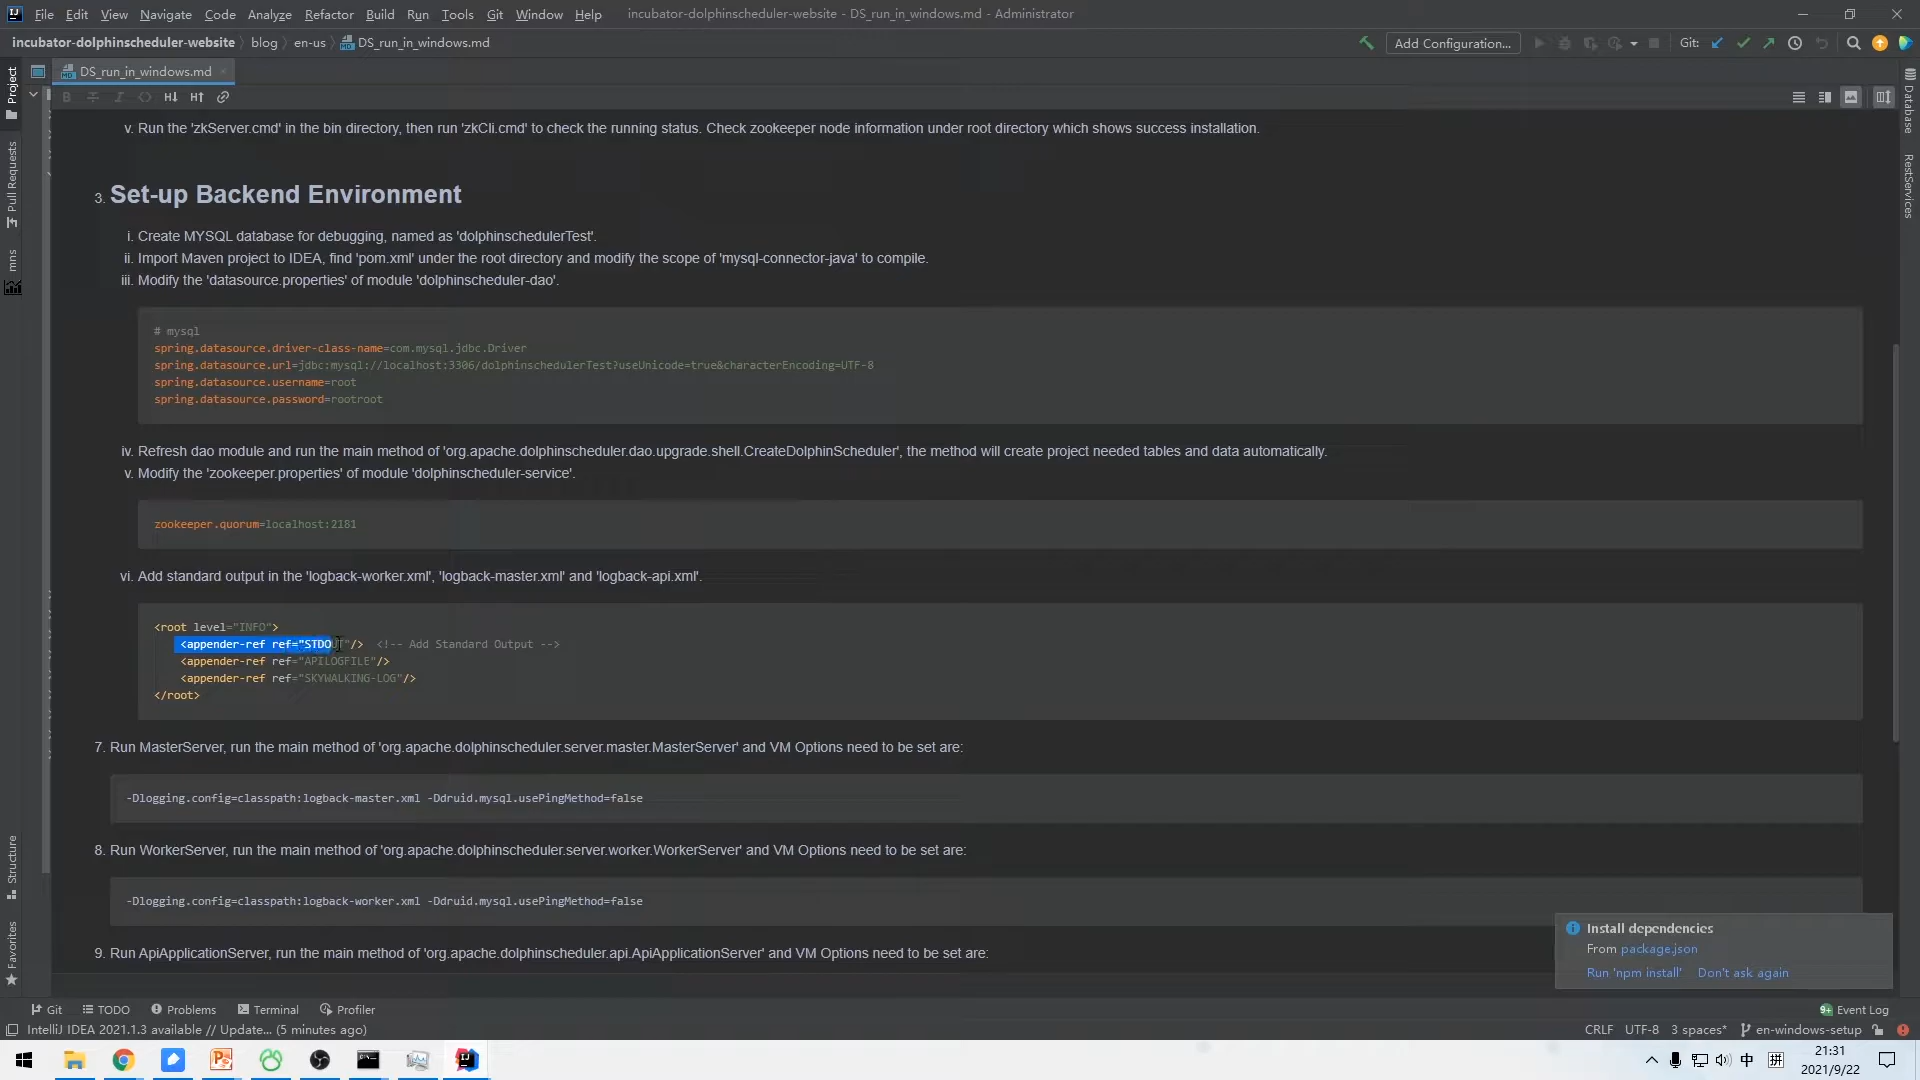 File Edit View Navigate Code Analyze Refactor Build Run Tools Git Window Help incubator-dolphinscheduler-website - DS_run_in_windows.md - Administrator
incubator-dolphinscheduler-website blog en-us DS_run_in_windows.md Add Configuration... Git:
Project DS_run_in_windows.md
Database
v. Run the 'zkServer.cmd' in the bin directory, then run 'zkCli.cmd' to check the running status. Check zookeeper node information under root directory which shows success installation.
Pull Requests
RestServices
3. Set-up Backend Environment
i. Create MYSQL database for debugging, named as 'dolphinschedulerTest'.
mns
ii. Import Maven project to IDEA, find 'pom.xml' under the root directory and modify the scope of 'mysql-connector-java' to compile.
iii. Modify the 'datasource.properties' of module 'dolphinscheduler-dao'.
# mysql
spring.datasource.driver-class-name=com.mysql.jdbc.Driver
spring.datasource.url=jdbc:mysql://localhost:3306/dolphinschedulerTest?useUnicode=true&characterEncoding=UTF-8
spring.datasource.username=root
spring.datasource.password=rootroot
iv. Refresh dao module and run the main method of 'org.apache.dolphinscheduler.dao.upgrade.shell.CreateDolphinScheduler', the method will create project needed tables and data automatically.
v. Modify the 'zookeeper.properties' of module 'dolphinscheduler-service'.
zookeeper.quorum=localhost:2181
vi. Add standard output in the 'logback-worker.xml', 'logback-master.xml' and 'logback-api.xml'.
<root level="INFO">
<appender-ref ref="STDOUT"/> <!-- Add Standard Output -->
<appender-ref ref="APILOGFILE"/>
<appender-ref ref="SKYWALKING-LOG"/>
</root>
7. Run MasterServer, run the main method of 'org.apache.dolphinscheduler.server.master.MasterServer' and VM Options need to be set are:
-Dlogging.config=classpath:logback-master.xml -Ddruid.mysql.usePingMethod=false
8. Run WorkerServer, run the main method of 'org.apache.dolphinscheduler.server.worker.WorkerServer' and VM Options need to be set are:
Structure
-Dlogging.config=classpath:logback-worker.xml -Ddruid.mysql.usePingMethod=false
Favorites
9. Run ApiApplicationServer, run the main method of 'org.apache.dolphinscheduler.api.ApiApplicationServer' and VM Options need to be set are:
Install dependencies
From package.json
Run 'npm install' Don't ask again
Git TODO Problems Terminal Profiler Event Log
IntelliJ IDEA 2021.1.3 available // Update... (5 minutes ago) CRLF UTF-8 3 spaces* en-windows-setup
中 拼 21:31
2021/9/22